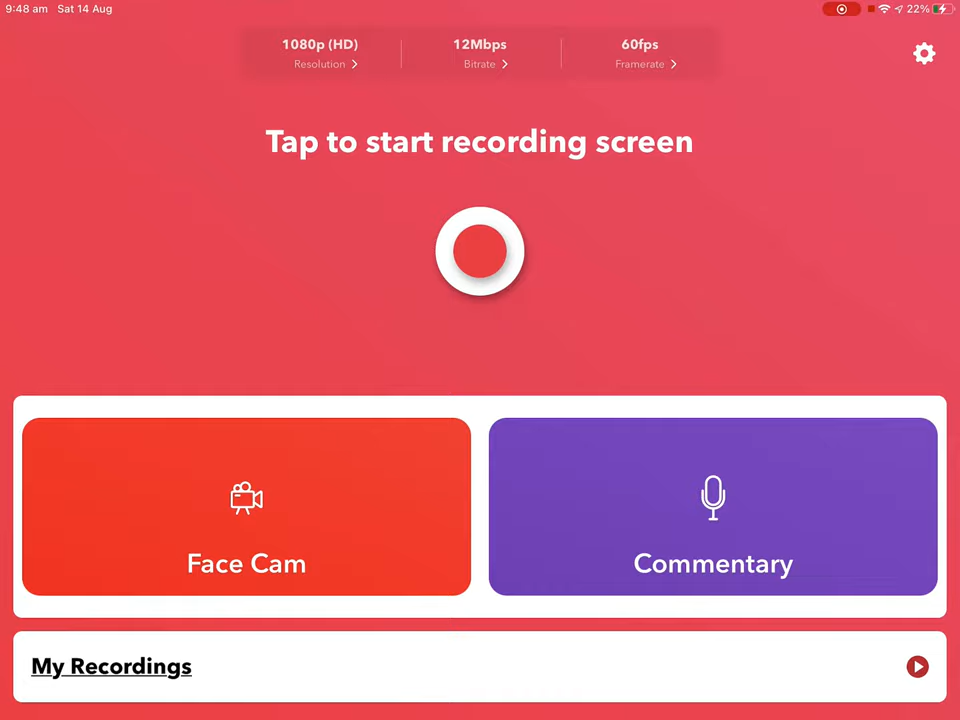 9:48 am Sat 14 Aug
22%
1080p (HD) 12Mbps 60fps
Resolution Bitrate Framerate
Tap to start recording screen
Face Cam Commentary
My Recordings